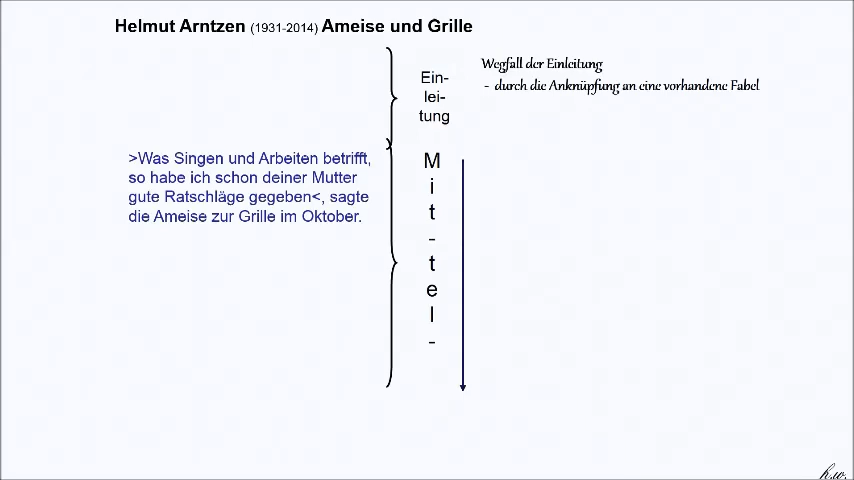 Helmut Arntzen (1931-2014) Ameise und Grille
Wegfall der Einleitung
- durch die Anknüpfung an eine vorhandene Fabel
Ein-
lei-
tung
>Was Singen und Arbeiten betrifft,
so habe ich schon deiner Mutter
gute Ratschläge gegeben<, sagte
die Ameise zur Grille im Oktober.
M
i
t
-
t
e
l
-
h.w.